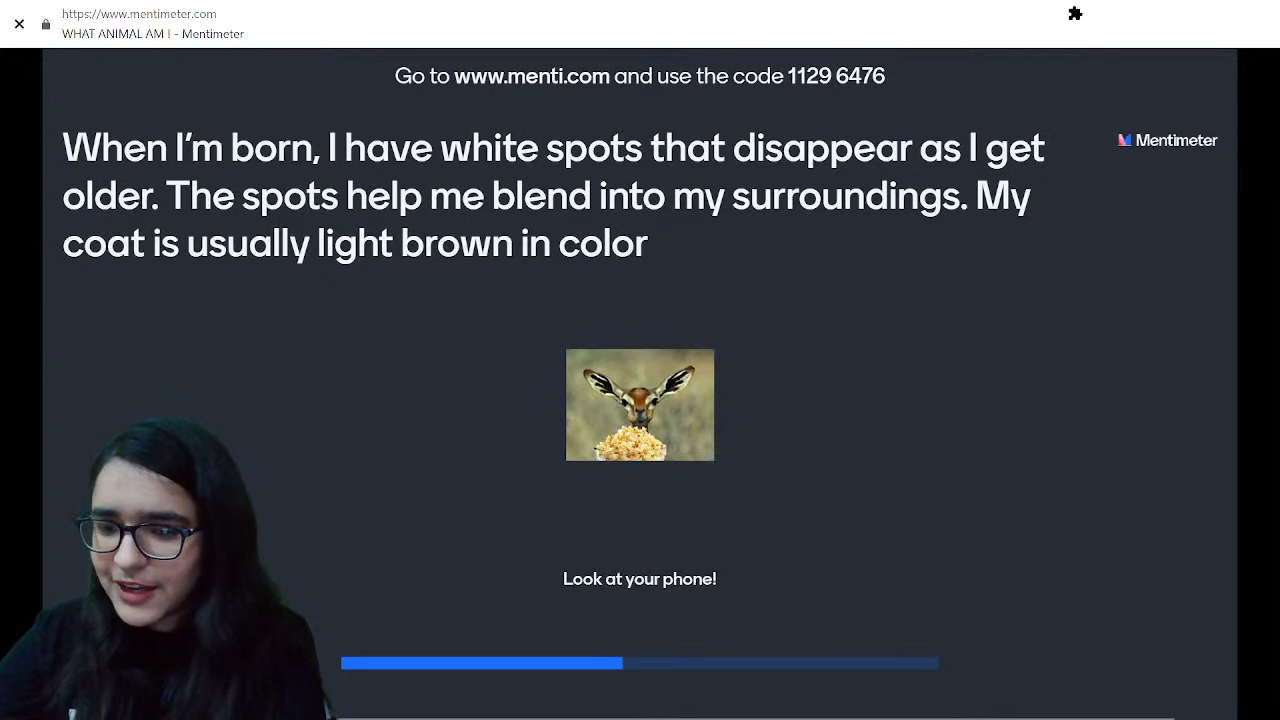 https://www.mentimeter.com
WHAT ANIMAL AM I - Mentimeter
Go to www.menti.com and use the code 1129 6476
When I’m born, I have white spots that disappear as I get
older. The spots help me blend into my surroundings. My
coat is usually light brown in color
Mentimeter
Look at your phone!